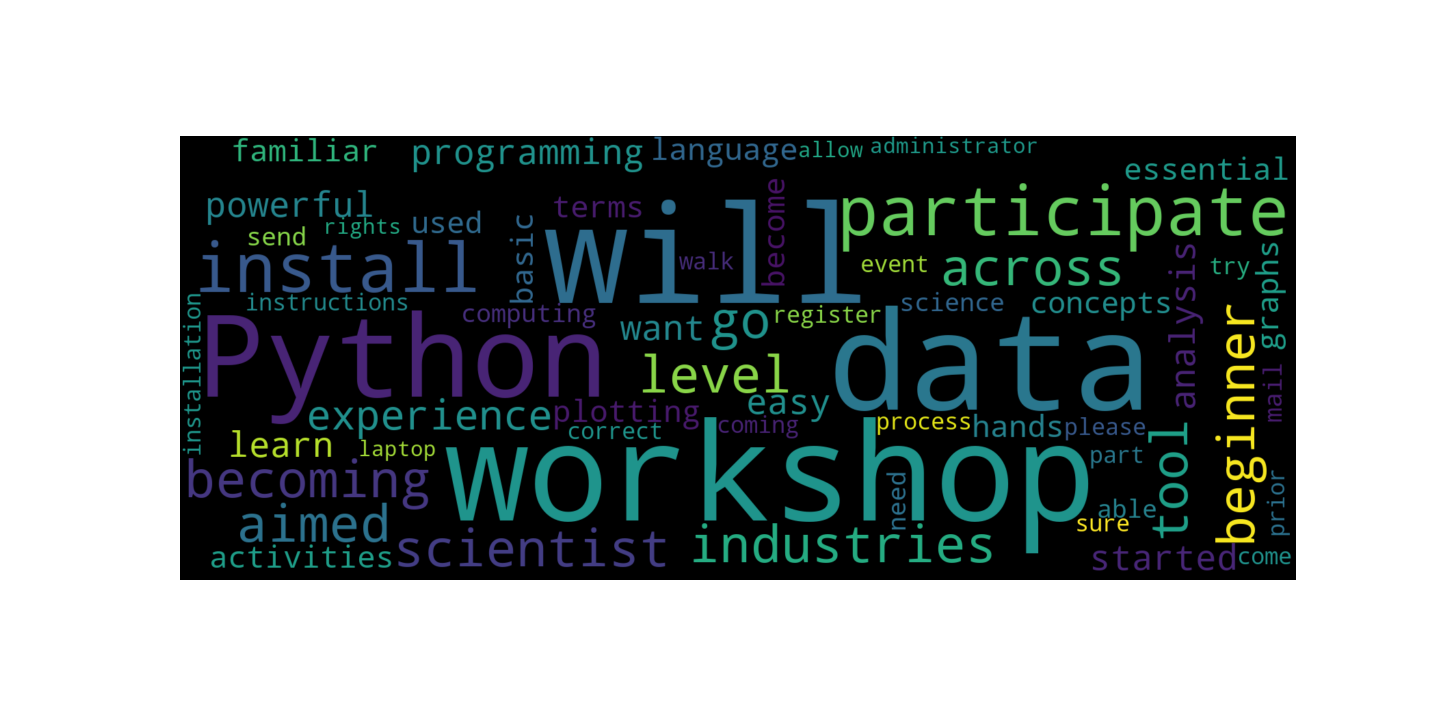 familiar
programming
language
allow
administrator
essential
powerful
rights
used
terms
become
participate
send
install
basic
will
walk
event
across
analysis
try
graphs
instructions
computing
want
go
register
science
concepts
installation
Python
level
data
beginner
experience
plotting
easy
mail
learn
laptop
correct
coming
process
hands
please
becoming
workshop
need
part
tool
prior
aimed
able
sure
activities
scientist
industries
started
come